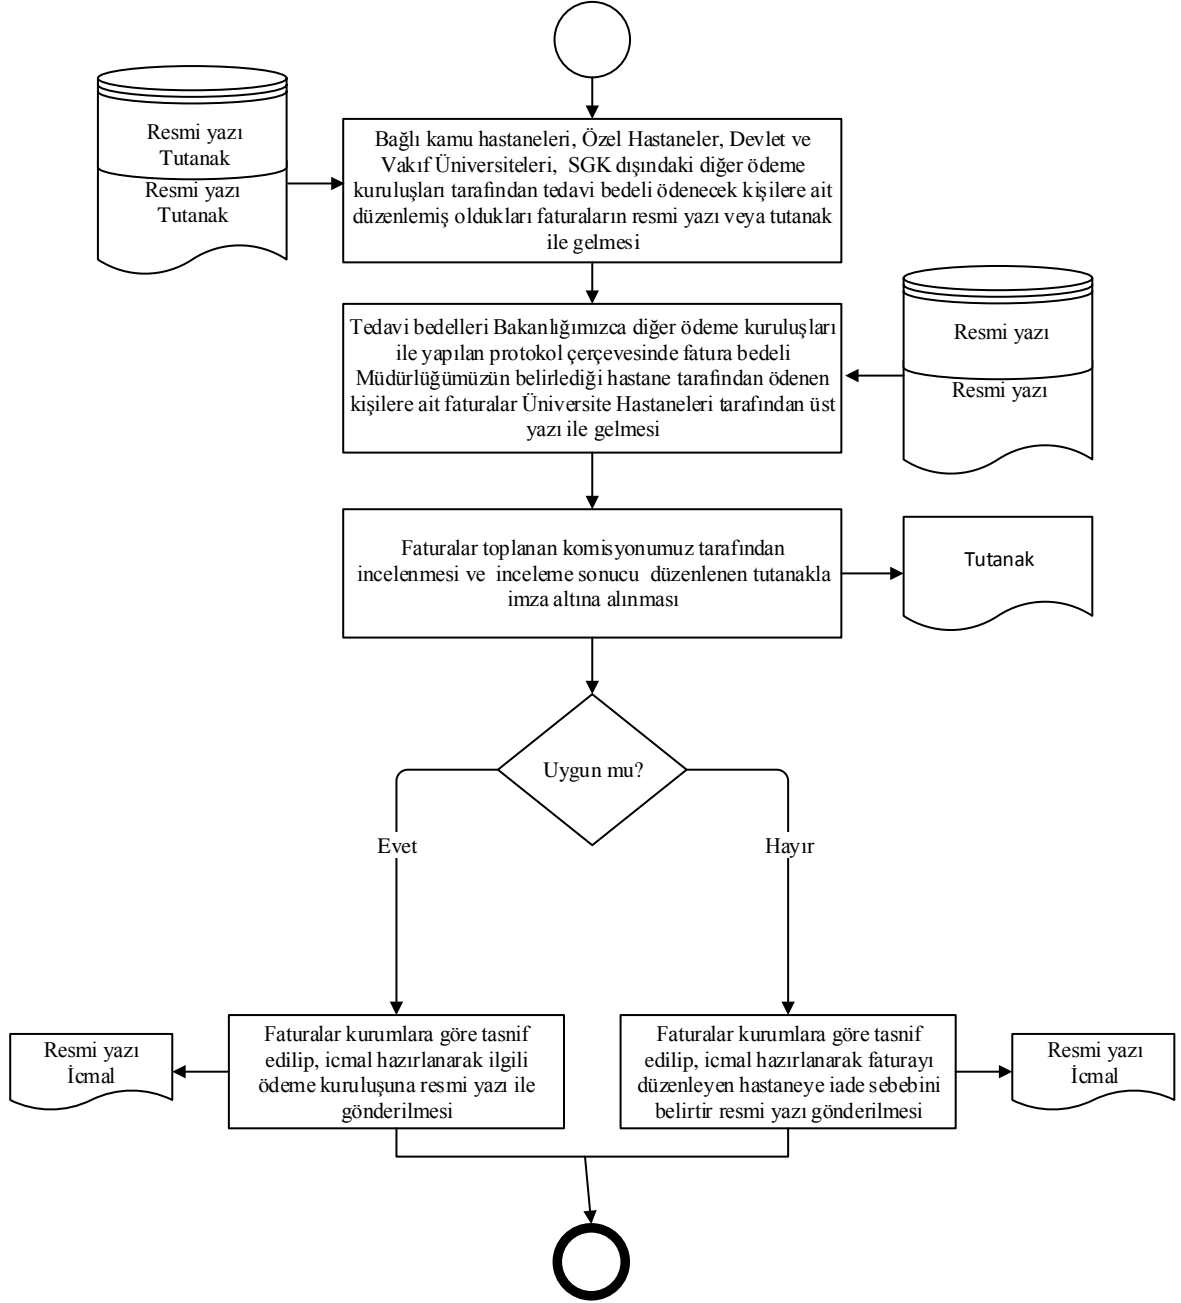 Resmi yazı
Tutanak
Resmi yazı
Tutanak
Bağlı kamu hastaneleri, Özel Hastaneler, Devlet ve
Vakıf Üniversiteleri, SGK dışındaki diğer ödeme
kuruluşları tarafından tedavi bedeli ödenecek kişilere ait
düzenlemiş oldukları faturaların resmi yazı veya tutanak
ile gelmesi
Tedavi bedelleri Bakanlığımızca diğer ödeme kuruluşları
ile yapılan protokol çerçevesinde fatura bedeli
Müdürlüğümüzün belirlediği hastane tarafından ödenen
kişilere ait faturalar Üniversite Hastaneleri tarafından üst
yazı ile gelmesi
Resmi yazı
Resmi yazı
Faturalar toplanan komisyonumuz tarafından
incelenmesi ve inceleme sonucu düzenlenen tutanakla
imza altına alınması
Tutanak
Uygun mu?
Evet
Hayır
Resmi yazı
İcmal
Faturalar kurumlara göre tasnif
edilip, icmal hazırlanarak ilgili
ödeme kuruluşuna resmi yazı ile
gönderilmesi
Faturalar kurumlara göre tasnif
edilip, icmal hazırlanarak faturayı
düzenleyen hastaneye iade sebebini
belirtir resmi yazı gönderilmesi
Resmi yazı
İcmal